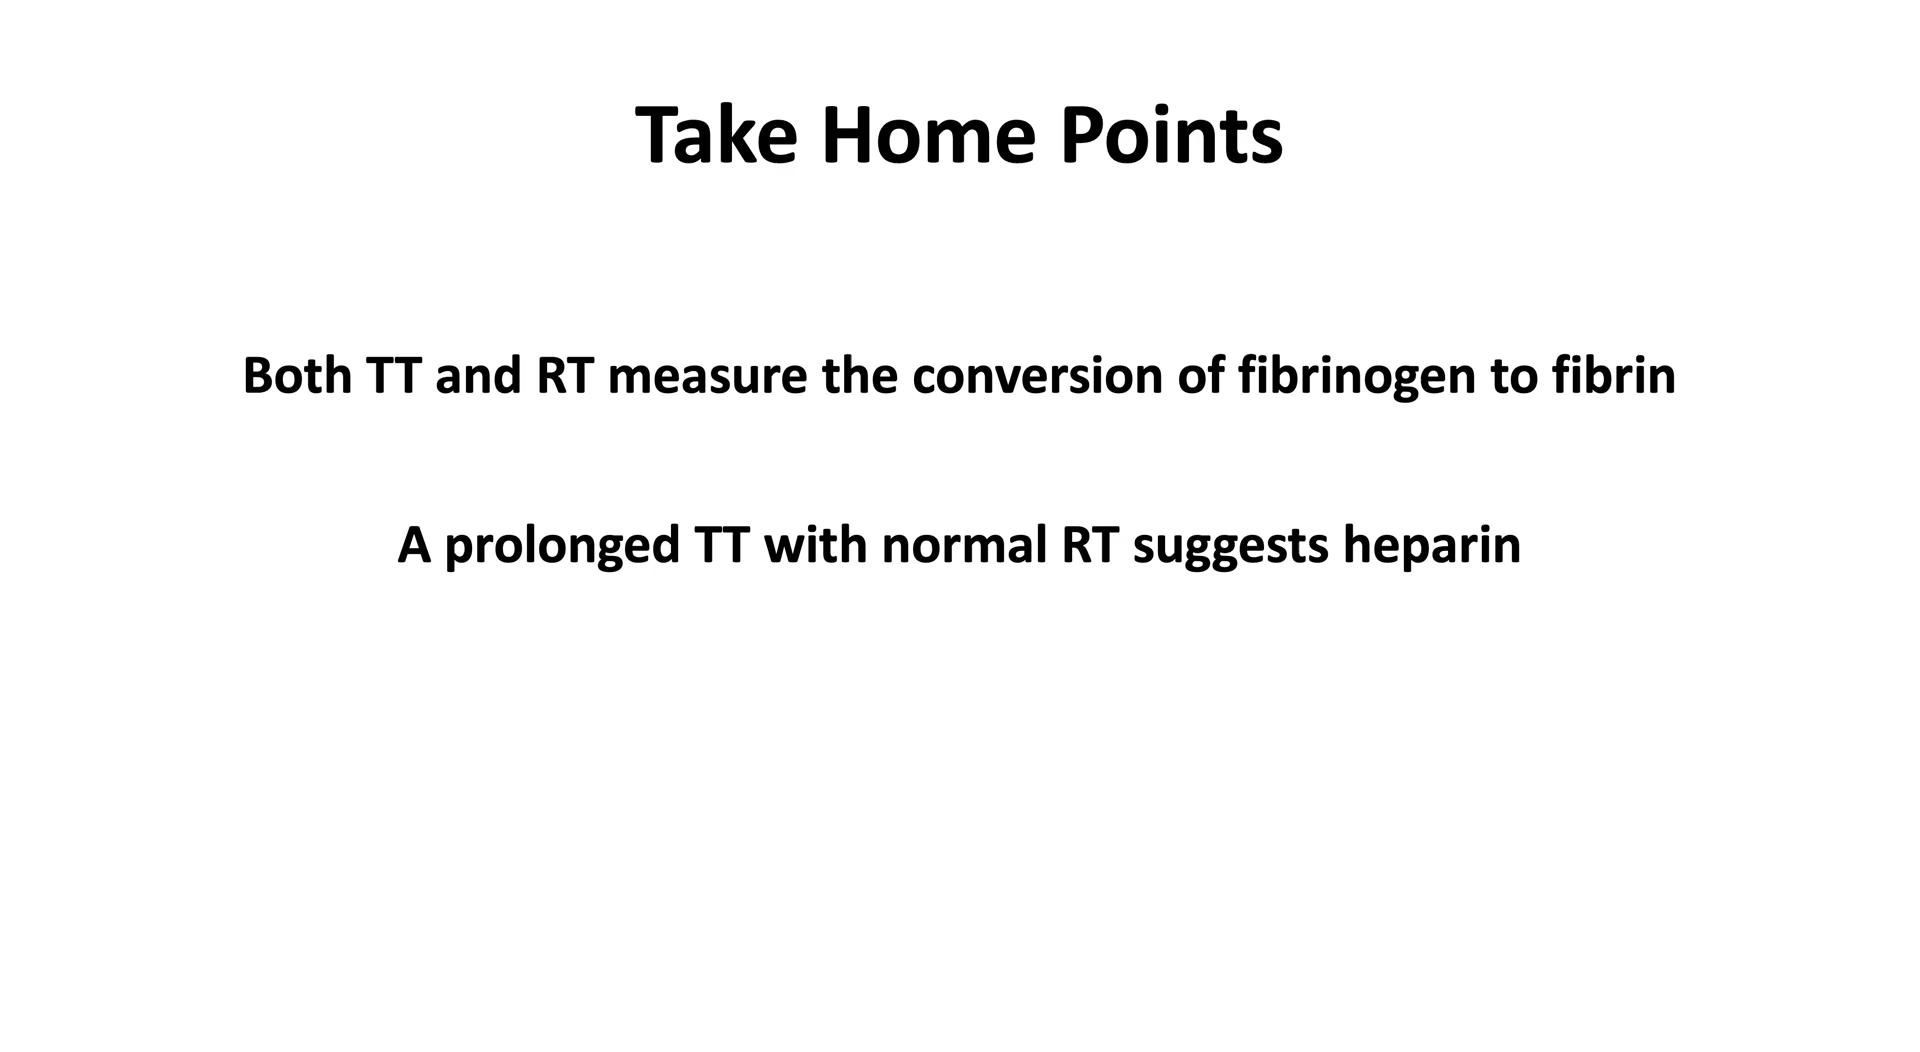 Take Home Points
Both TT and RT measure the conversion of fibrinogen to fibrin
A prolonged TT with normal RT suggests heparin